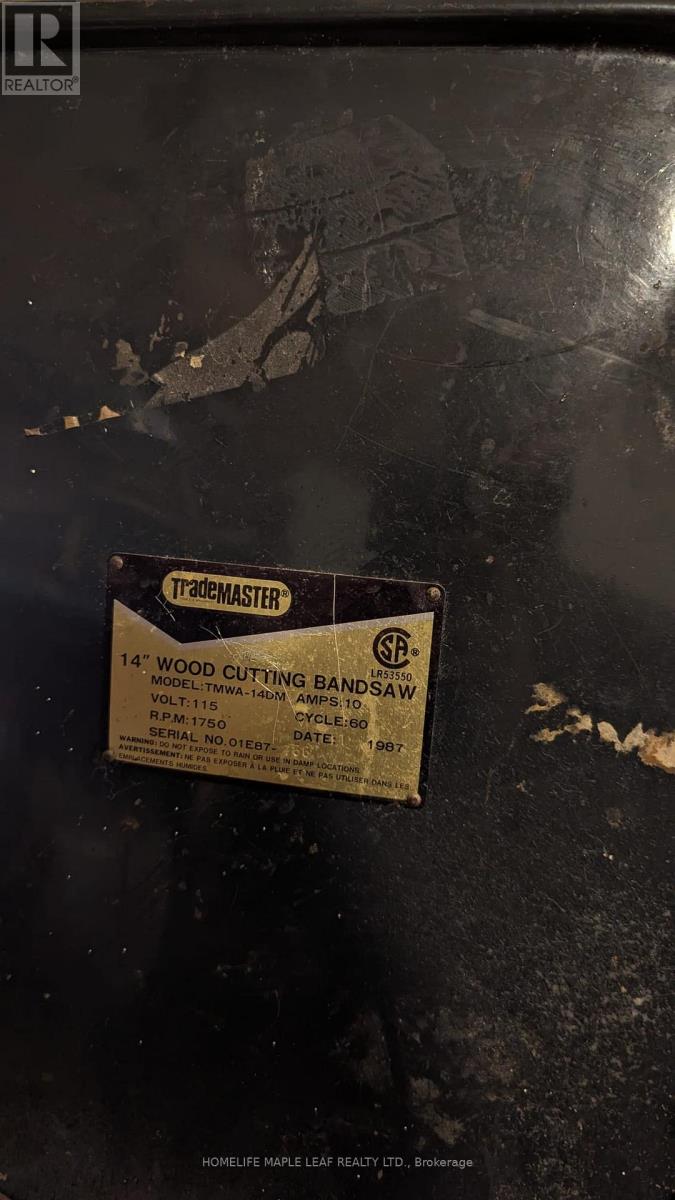 R
REALTOR®
TradeMASTER®
CSA®
LR53550
14" WOOD CUTTING BANDSAW
MODEL:TMWA-14DM AMPS:10
VOLT:115 CYCLE:60
R.P.M:1750 DATE: 1987
SERIAL NO.01E87-
WARNING: DO NOT EXPOSE TO RAIN OR USE IN DAMP LOCATIONS.
AVERTISSEMENT: NE PAS EXPOSER À LA PLUIE ET NE PAS UTILISER DANS LES
EMPLACEMENTS HUMIDES.
HOMELIFE MAPLE LEAF REALTY LTD., Brokerage